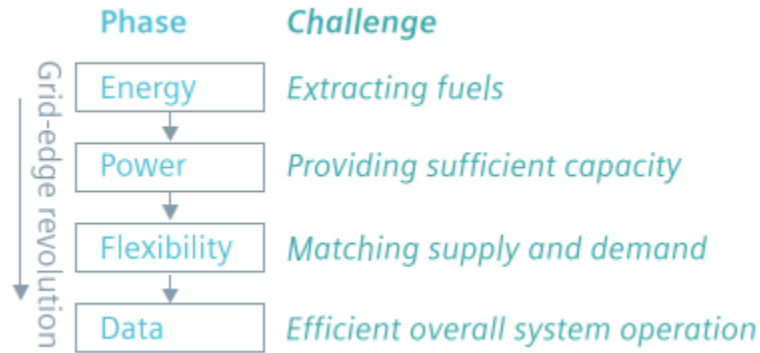 Phase Challenge
Energy Extracting fuels
Power Providing sufficient capacity
Flexibility Matching supply and demand
Data Efficient overall system operation
Grid-edge revolution